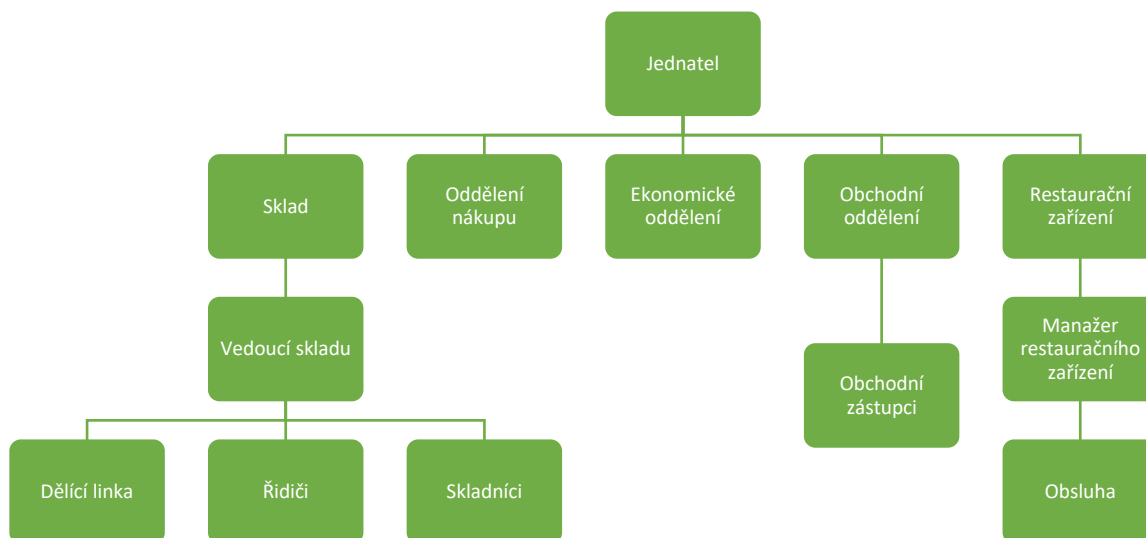 Jednatel
Sklad
Oddělení
nákupu
Ekonomické
oddělení
Obchodní
oddělení
Restaurační
zařízení
Vedoucí skladu
Manažer
restauračního
zařízení
Obchodní
zástupci
Dělící linka
Řidiči
Skladníci
Obsluha